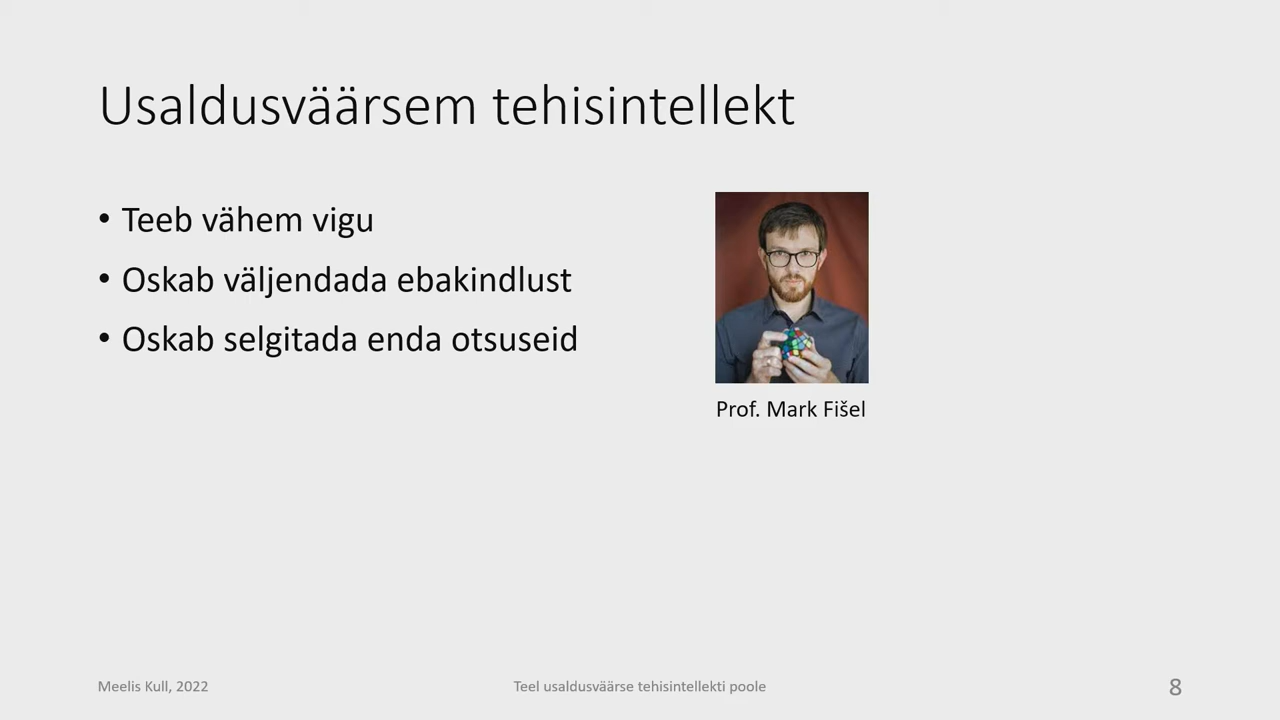 Usaldusväärsem tehisintellekt
• Teeb vähem vigu
• Oskab väljendada ebakindlust
• Oskab selgitada enda otsuseid
Prof. Mark Fišel
Meelis Kull, 2022
Teel usaldusväärse tehisintellekti poole
8